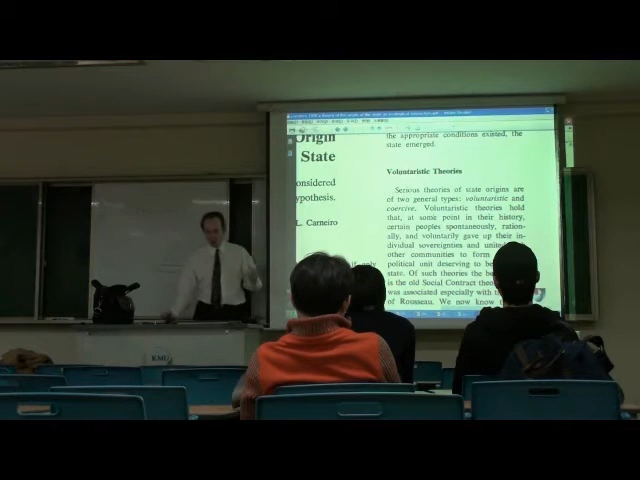 Origin
State
onsidered
ypothesis.
L. Carneiro
if only
the appropriate conditions existed, the
state emerged.
Voluntaristic Theories
Serious theories of state origins are
of two general types: voluntaristic and
coercive. Voluntaristic theories hold
that, at some point in their history,
certain peoples spontaneously, ration-
ally, and voluntarily gave up their in-
dividual sovereignties and united
other communities to form
political unit deserving to be
state. Of such theories the be
is the old Social Contract theo
was associated especially with t
of Rousseau. We now know t
KMU